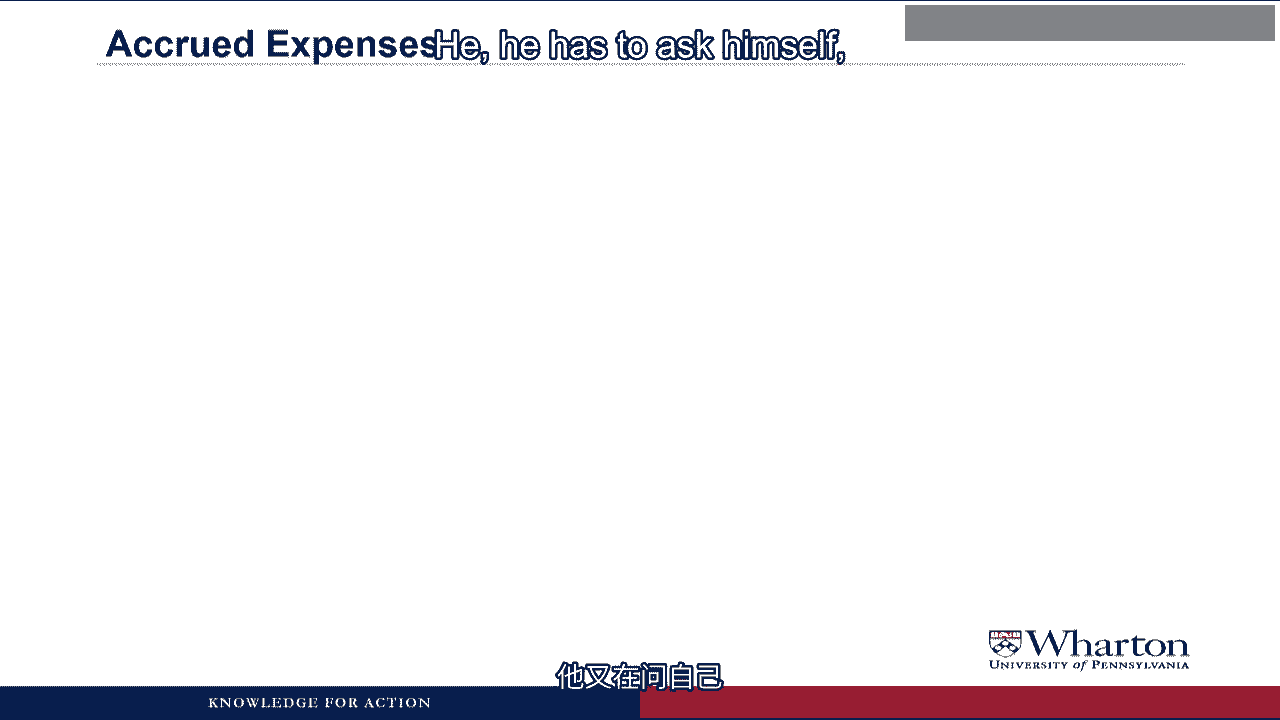 Accrued Expenses
He, he has to ask himself,
Wharton
UNIVERSITY of PENNSYLVANIA
他又在问自己
KNOWLEDGE FOR ACTION